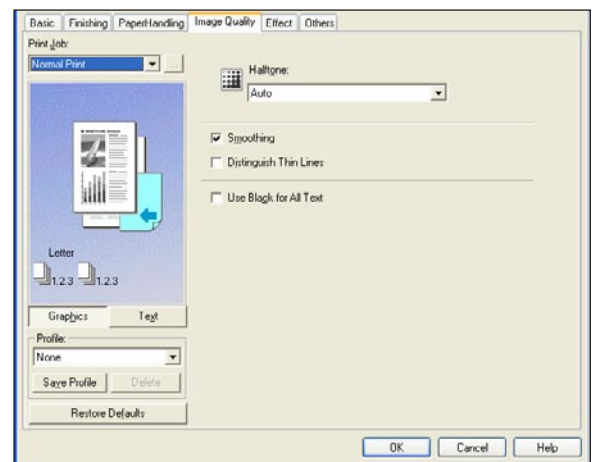 Basic Finishing PaperHandling Image Quality Effect Others
Print Job:
Normal Print ...
Halftone:
Auto
Smoothing
Distinguish Thin Lines
Use Black for All Text
Letter
1.2.3 1.2.3
Graphics Text
Profile:
None
Save Profile Delete
Restore Defaults
OK Cancel Help